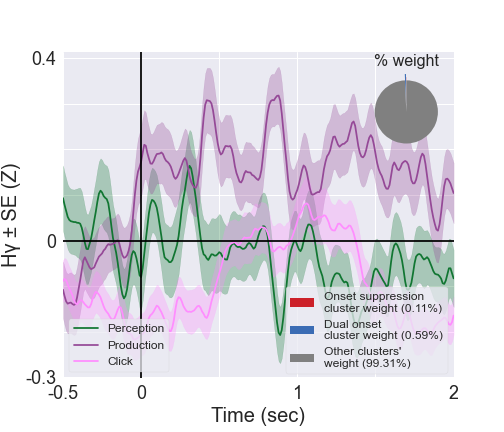 % weight
0.4
0
-0.3
Hγ ± SE (Z)
Perception
Production
Click
Onset suppression
cluster weight (0.11%)
Dual onset
cluster weight (0.59%)
Other clusters'
weight (99.31%)
-0.5
0
1
2
Time (sec)